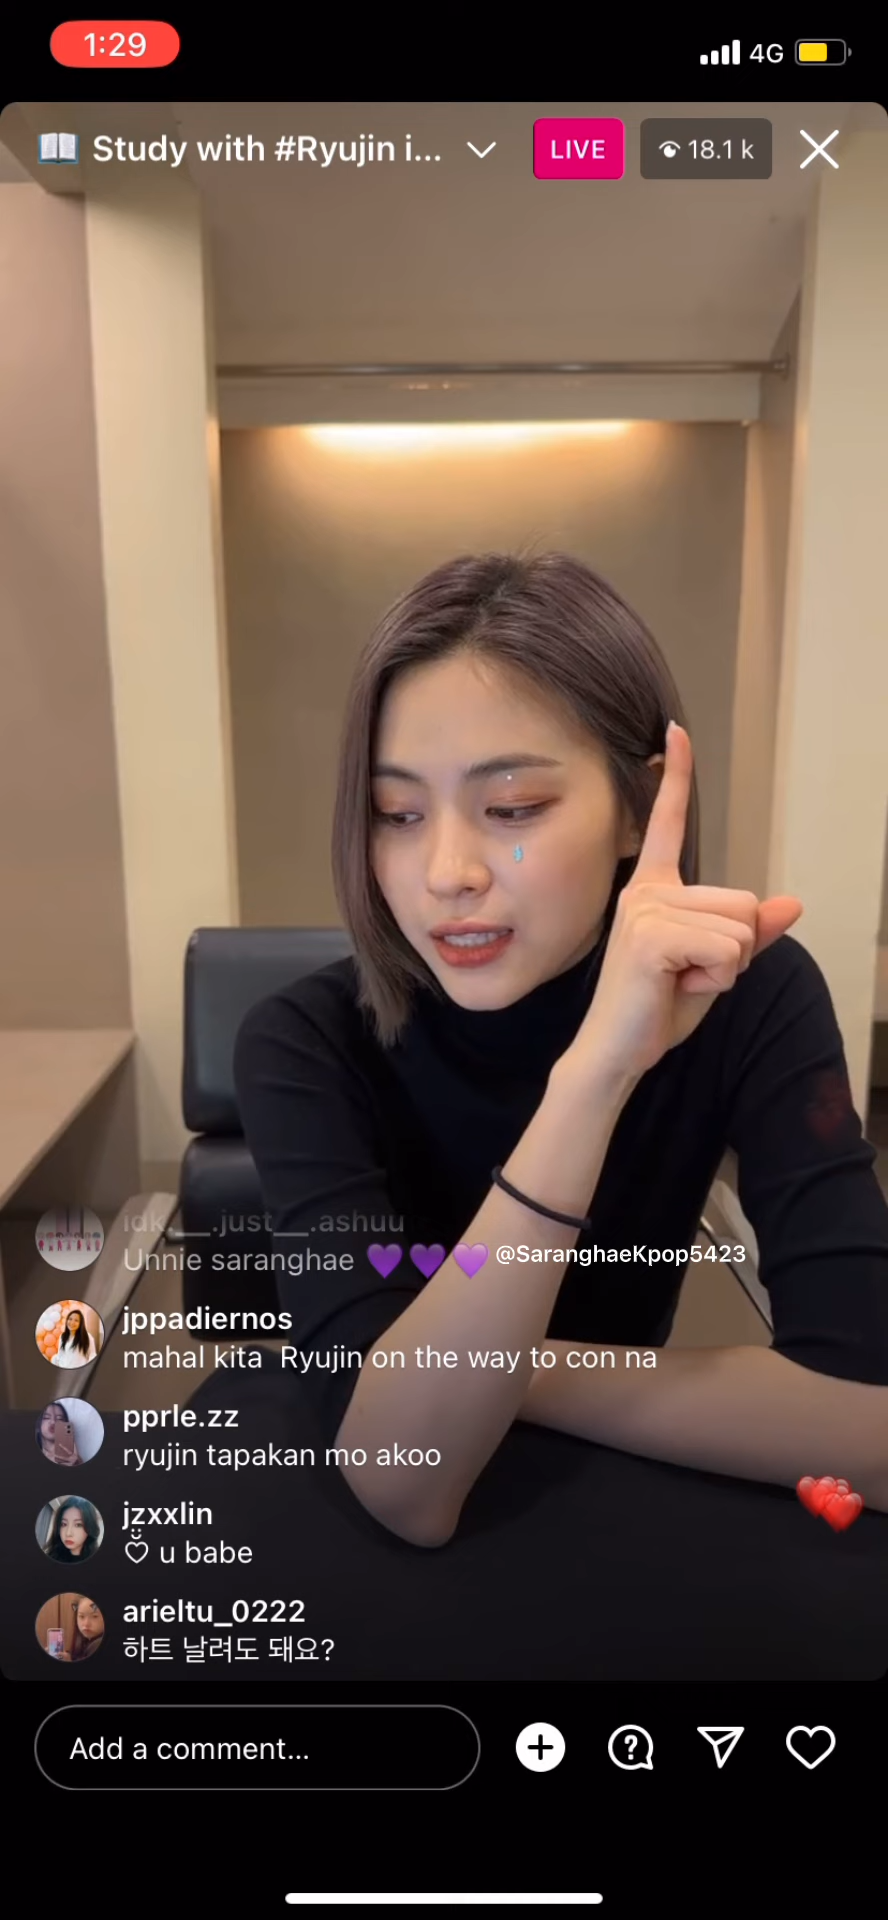 1:29
4G
Study with #Ryujin i...
LIVE
18.1 k
idk.__.just__.ashuu
Unnie saranghae 💜💜💜 @SaranghaeKpop5423
jppadiernos
mahal kita Ryujin on the way to con na
pprle.zz
ryujin tapakan mo akoo
jzxxlin
♡̈ u babe
arieltu_0222
하트 날려도 돼요?
Add a comment...